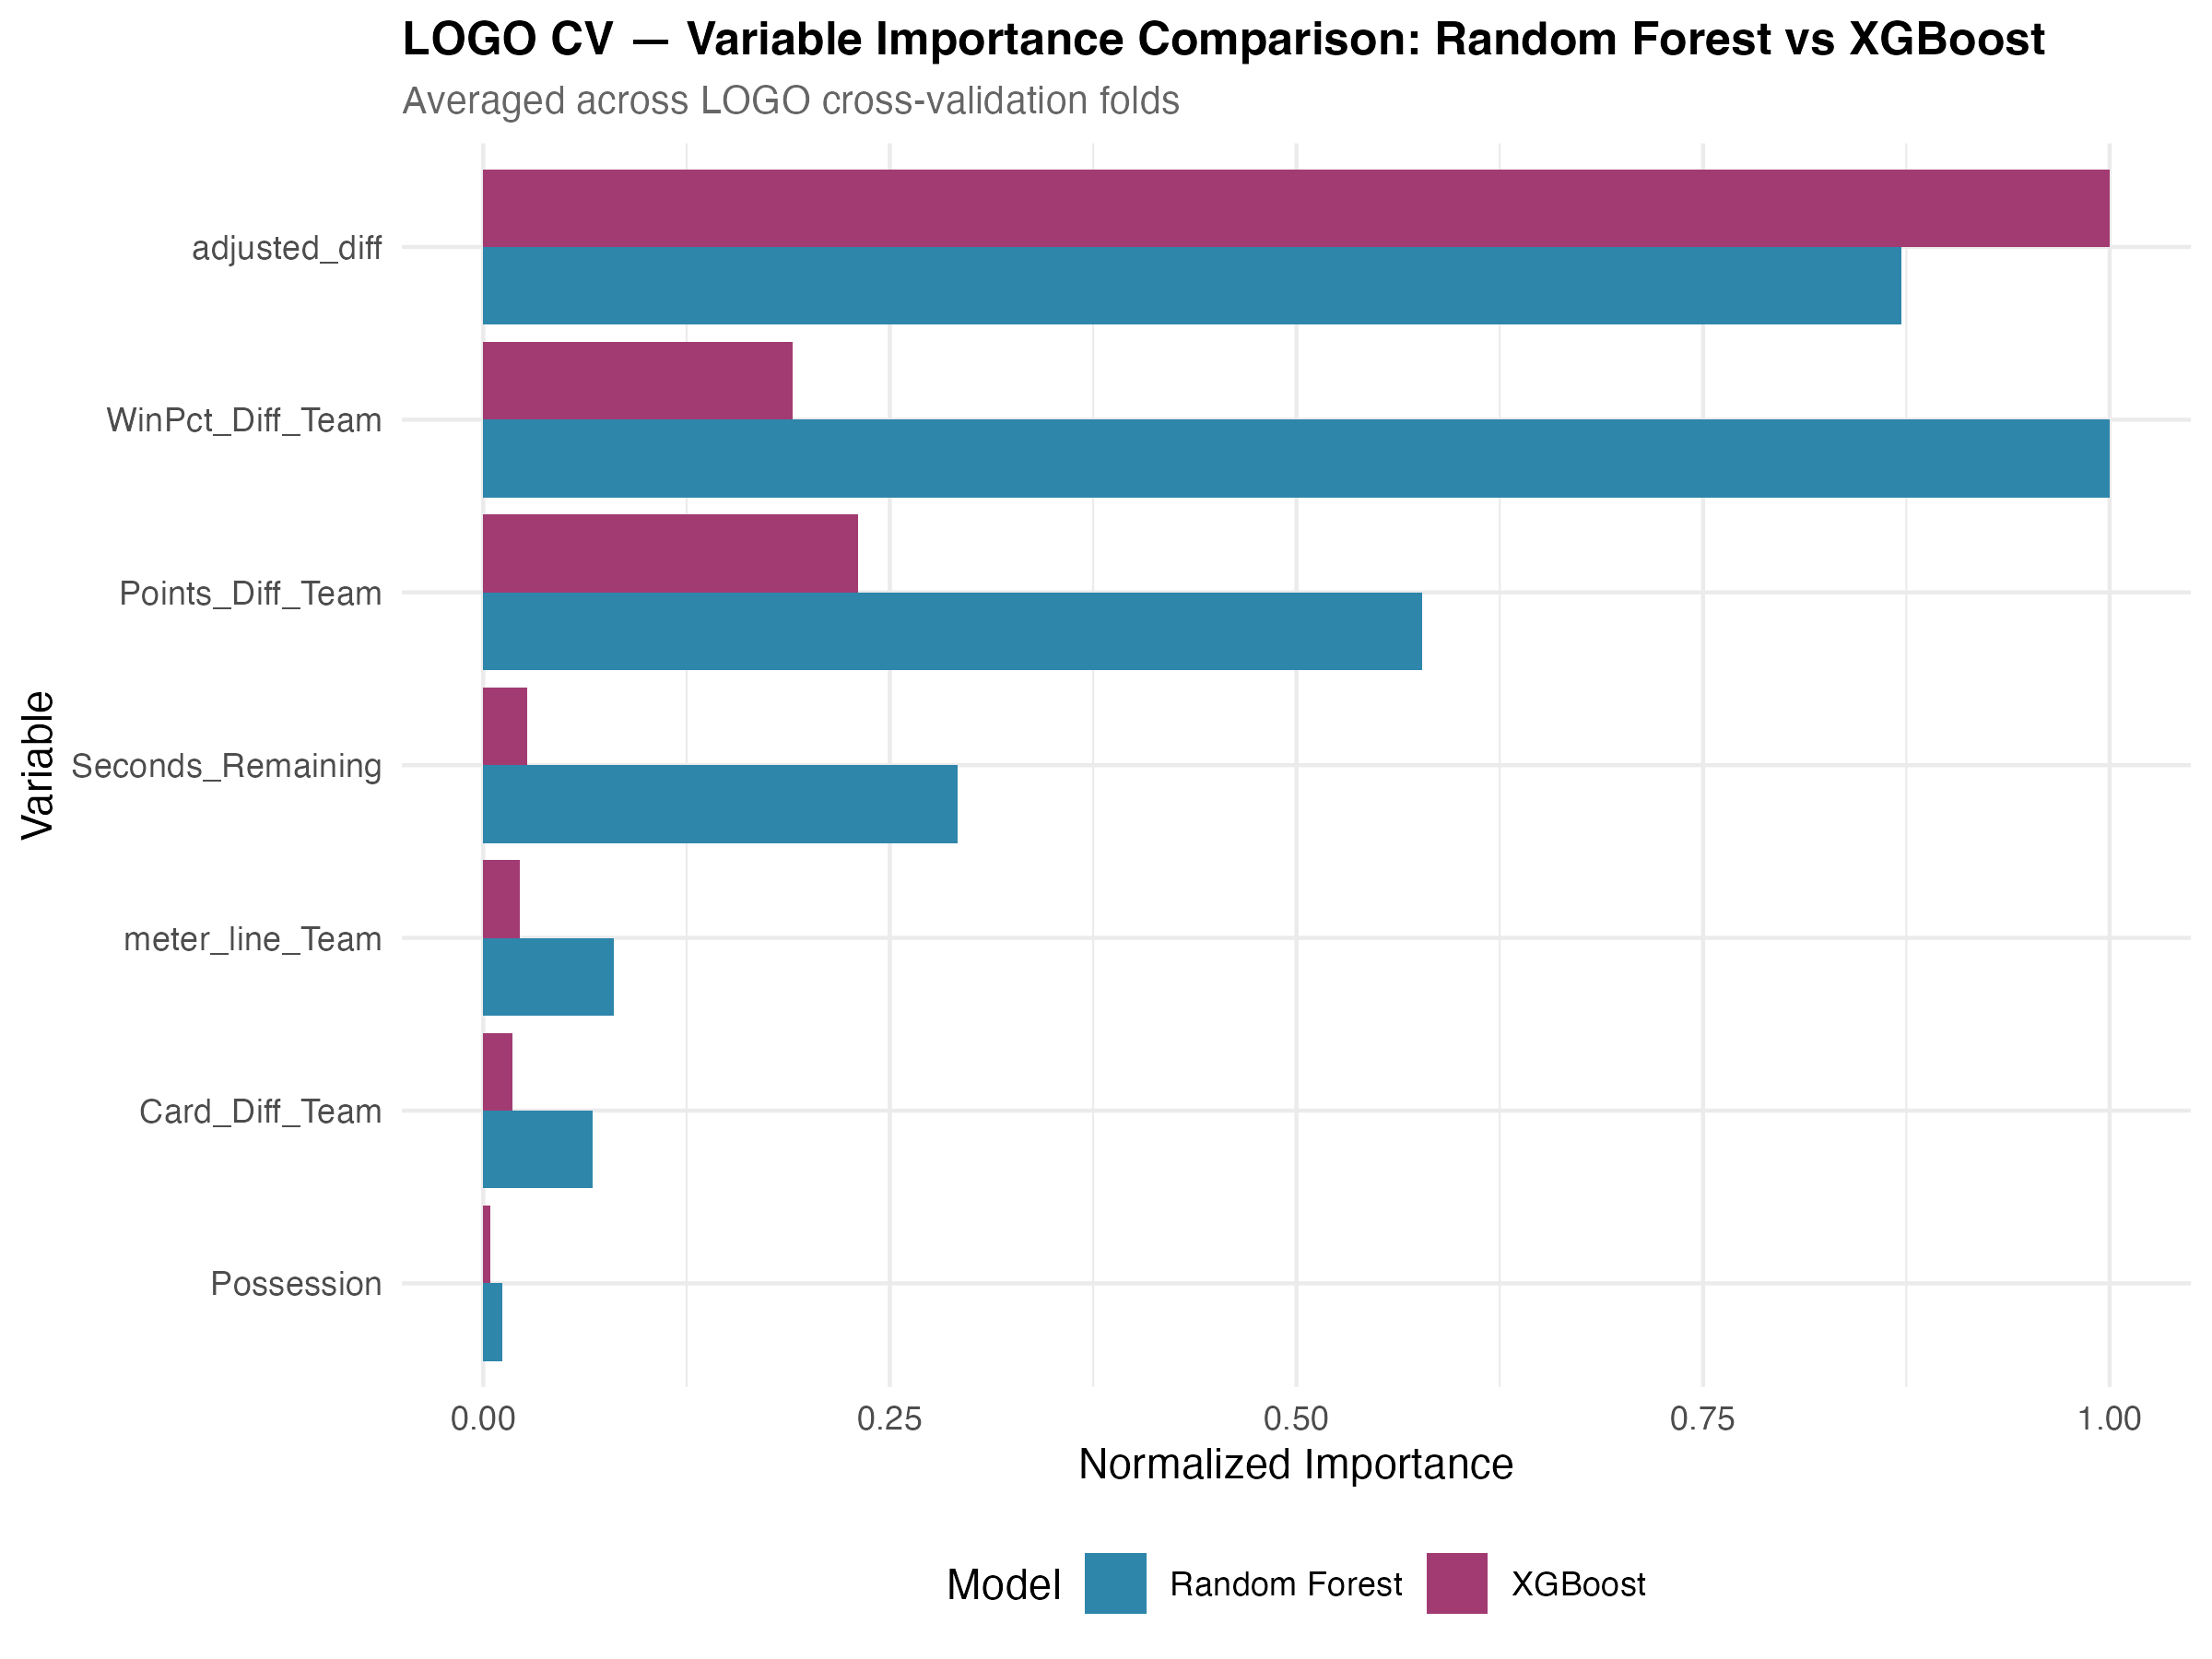 LOGO CV — Variable Importance Comparison: Random Forest vs XGBoost
Averaged across LOGO cross-validation folds
Variable
adjusted_diff
WinPct_Diff_Team
Points_Diff_Team
Seconds_Remaining
meter_line_Team
Card_Diff_Team
Possession
0.00 0.25 0.50 0.75 1.00
Normalized Importance
Model Random Forest XGBoost